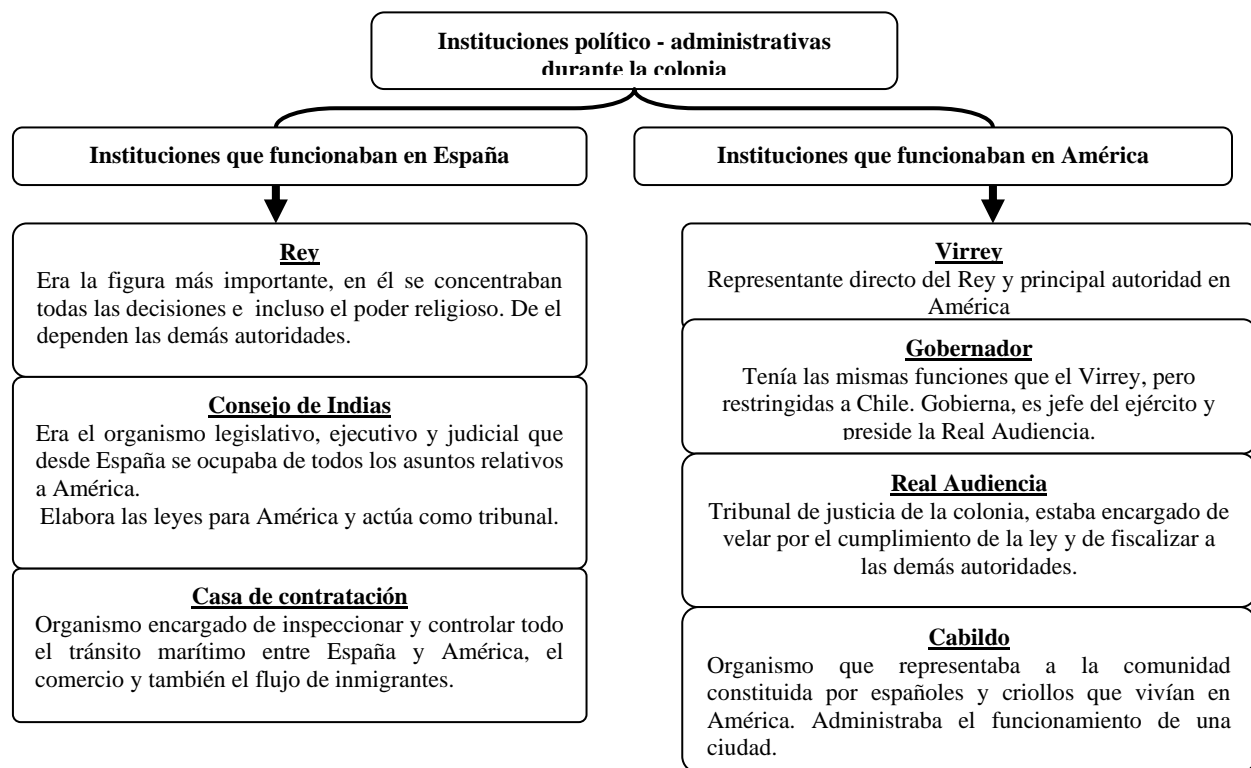 Instituciones político - administrativas
durante la colonia
Instituciones que funcionaban en España
Rey
Era la figura más importante, en él se concentraban
todas las decisiones e incluso el poder religioso. De el
dependen las demás autoridades.
Consejo de Indias
Era el organismo legislativo, ejecutivo y judicial que
desde España se ocupaba de todos los asuntos relativos
a América.
Elabora las leyes para América y actúa como tribunal.
Casa de contratación
Organismo encargado de inspeccionar y controlar todo
el tránsito marítimo entre España y América, el
comercio y también el flujo de inmigrantes.
Instituciones que funcionaban en América
Virrey
Representante directo del Rey y principal autoridad en
América
Gobernador
Tenía las mismas funciones que el Virrey, pero
restringidas a Chile. Gobierna, es jefe del ejército y
preside la Real Audiencia.
Real Audiencia
Tribunal de justicia de la colonia, estaba encargado de
velar por el cumplimiento de la ley y de fiscalizar a
las demás autoridades.
Cabildo
Organismo que representaba a la comunidad
constituida por españoles y criollos que vivían en
América. Administraba el funcionamiento de una
ciudad.